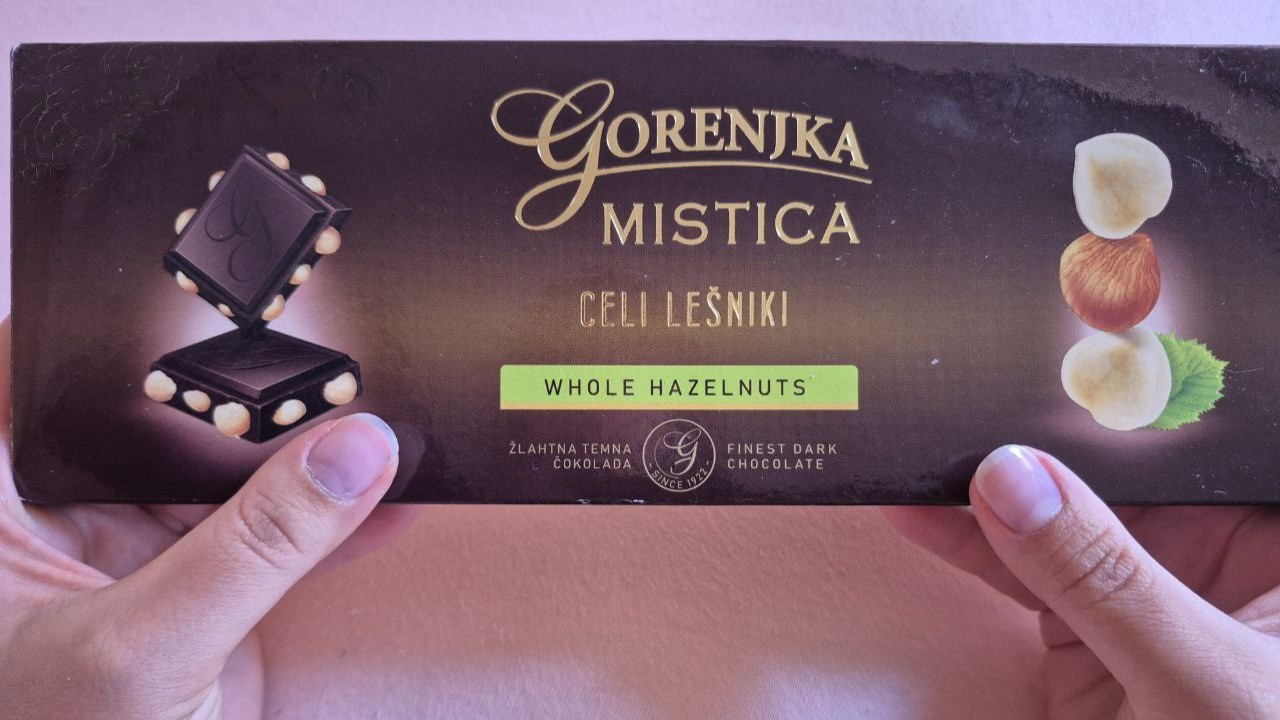 GORENJKA
MISTICA
CELI LEŠNIKI
WHOLE HAZELNUTS
ŽLAHTNA TEMNA
ČOKOLADA
G
SINCE 1922
FINEST DARK
CHOCOLATE